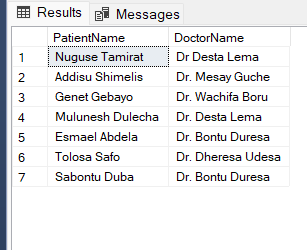 Results Messages
PatientName DoctorName
1 Nuguse Tamirat Dr Desta Lema
2 Addisu Shimelis Dr. Mesay Guche
3 Genet Gebayo Dr. Wachifa Boru
4 Mulunesh Dulecha Dr. Desta Lema
5 Esmael Abdela Dr. Bontu Duresa
6 Tolosa Safo Dr. Dheresa Udesa
7 Sabontu Duba Dr. Bontu Duresa